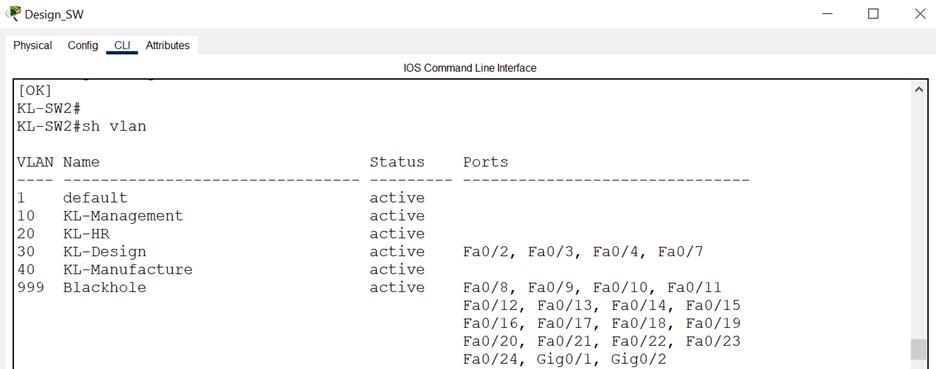 Design_SW
Physical Config CLI Attributes
IOS Command Line Interface
[OK]
KL-SW2#
KL-SW2#sh vlan
VLAN Name                             Status    Ports
---- -------------------------------- --------- -------------------------------
1    default                          active
10   KL-Management                    active
20   KL-HR                            active
30   KL-Design                        active    Fa0/2, Fa0/3, Fa0/4, Fa0/7
40   KL-Manufacture                   active
999  Blackhole                        active    Fa0/8, Fa0/9, Fa0/10, Fa0/11
                                                Fa0/12, Fa0/13, Fa0/14, Fa0/15
                                                Fa0/16, Fa0/17, Fa0/18, Fa0/19
                                                Fa0/20, Fa0/21, Fa0/22, Fa0/23
                                                Fa0/24, Gig0/1, Gig0/2